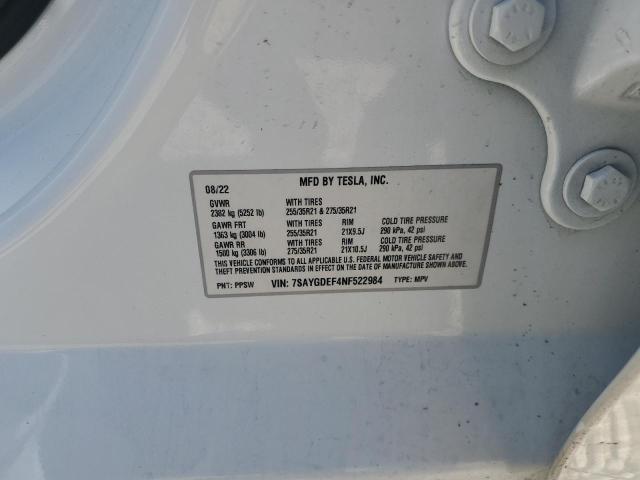 08/22 MFD BY TESLA, INC.
GVWR WITH TIRES
2382 kg (5252 lb) 255/35R21 & 275/35R21
GAWR FRT WITH TIRES RIM COLD TIRE PRESSURE
1363 kg (3004 lb) 255/35R21 21X9.5J 290 kPa, 42 psi
GAWR RR WITH TIRES RIM COLD TIRE PRESSURE
1500 kg (3306 lb) 275/35R21 21X10.5J 290 kPa, 42 psi
THIS VEHICLE CONFORMS TO ALL APPLICABLE U.S. FEDERAL MOTOR VEHICLE SAFETY AND
THEFT PREVENTION STANDARDS IN EFFECT ON THE DATE OF MANUFACTURE SHOWN ABOVE.
PNT: PPSW VIN: 7SAYGDEF4NF522984 TYPE: MPV